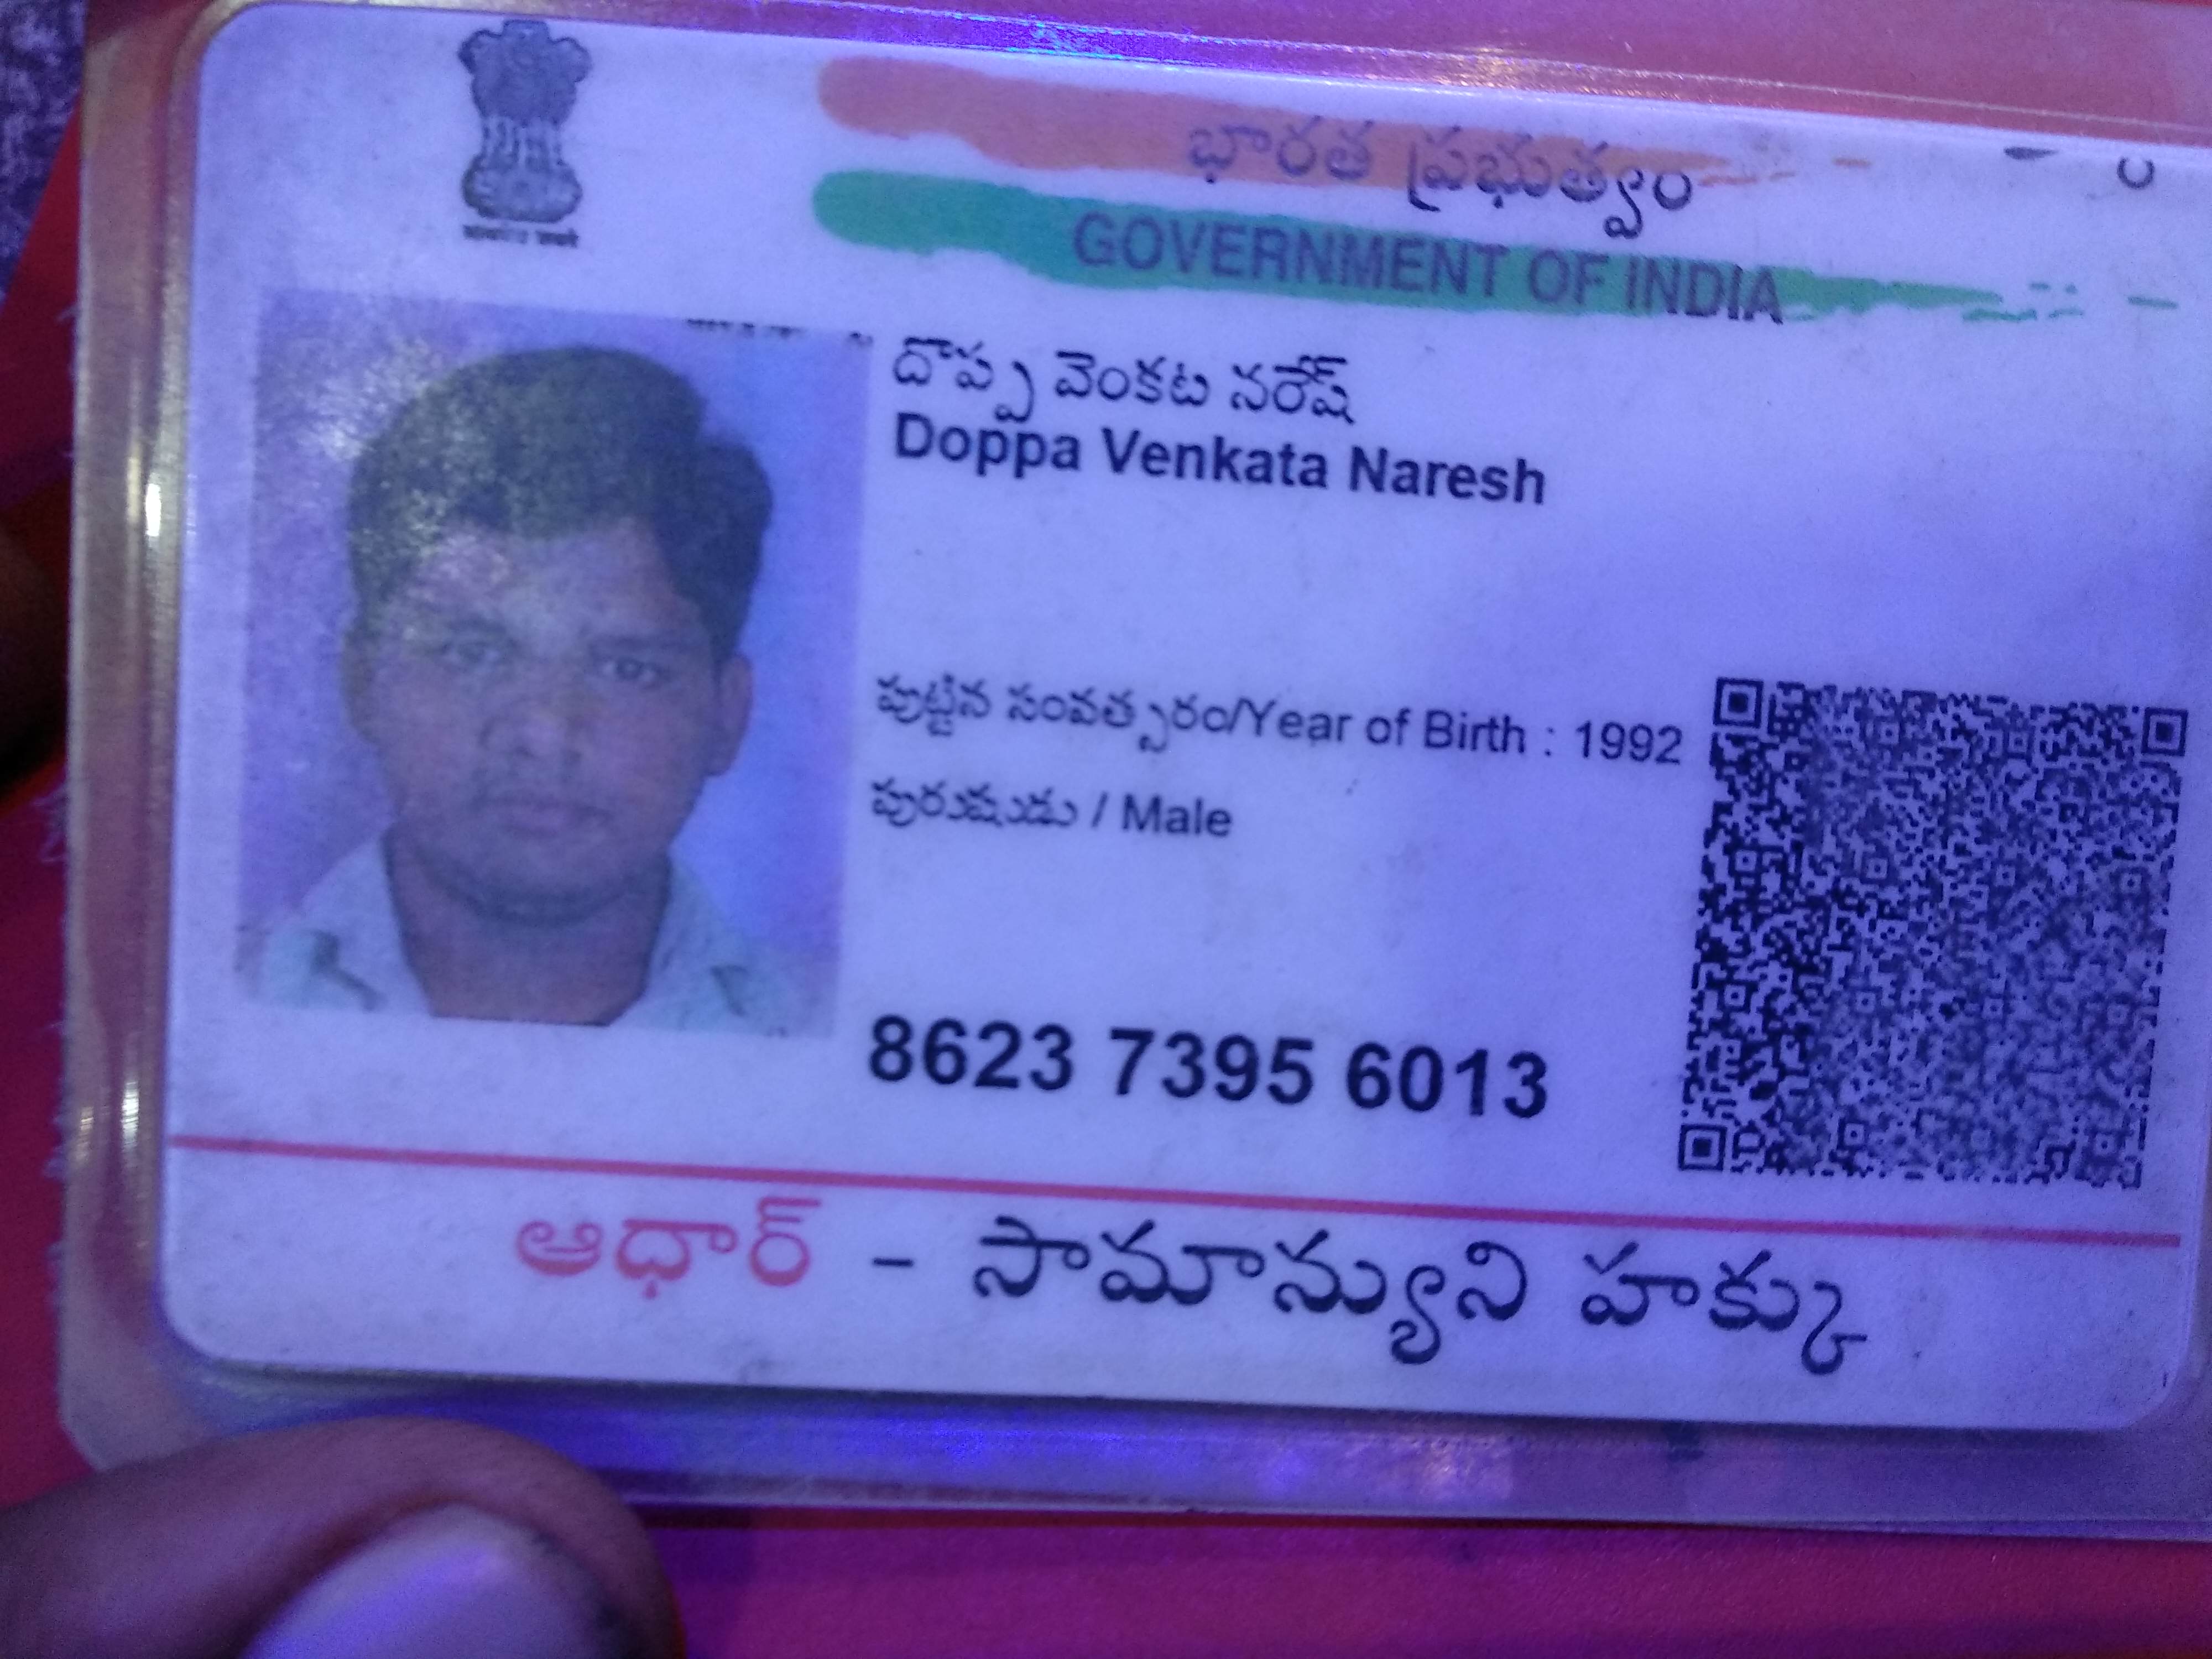 భారత ప్రభుత్వం
GOVERNMENT OF INDIA
దొప్ప వెంకట నరేష్
Doppa Venkata Naresh
పుట్టిన సంవత్సరం/Year of Birth : 1992
పురుషుడు / Male
8623 7395 6013
ఆధార్ - సామాన్యుని హక్కు